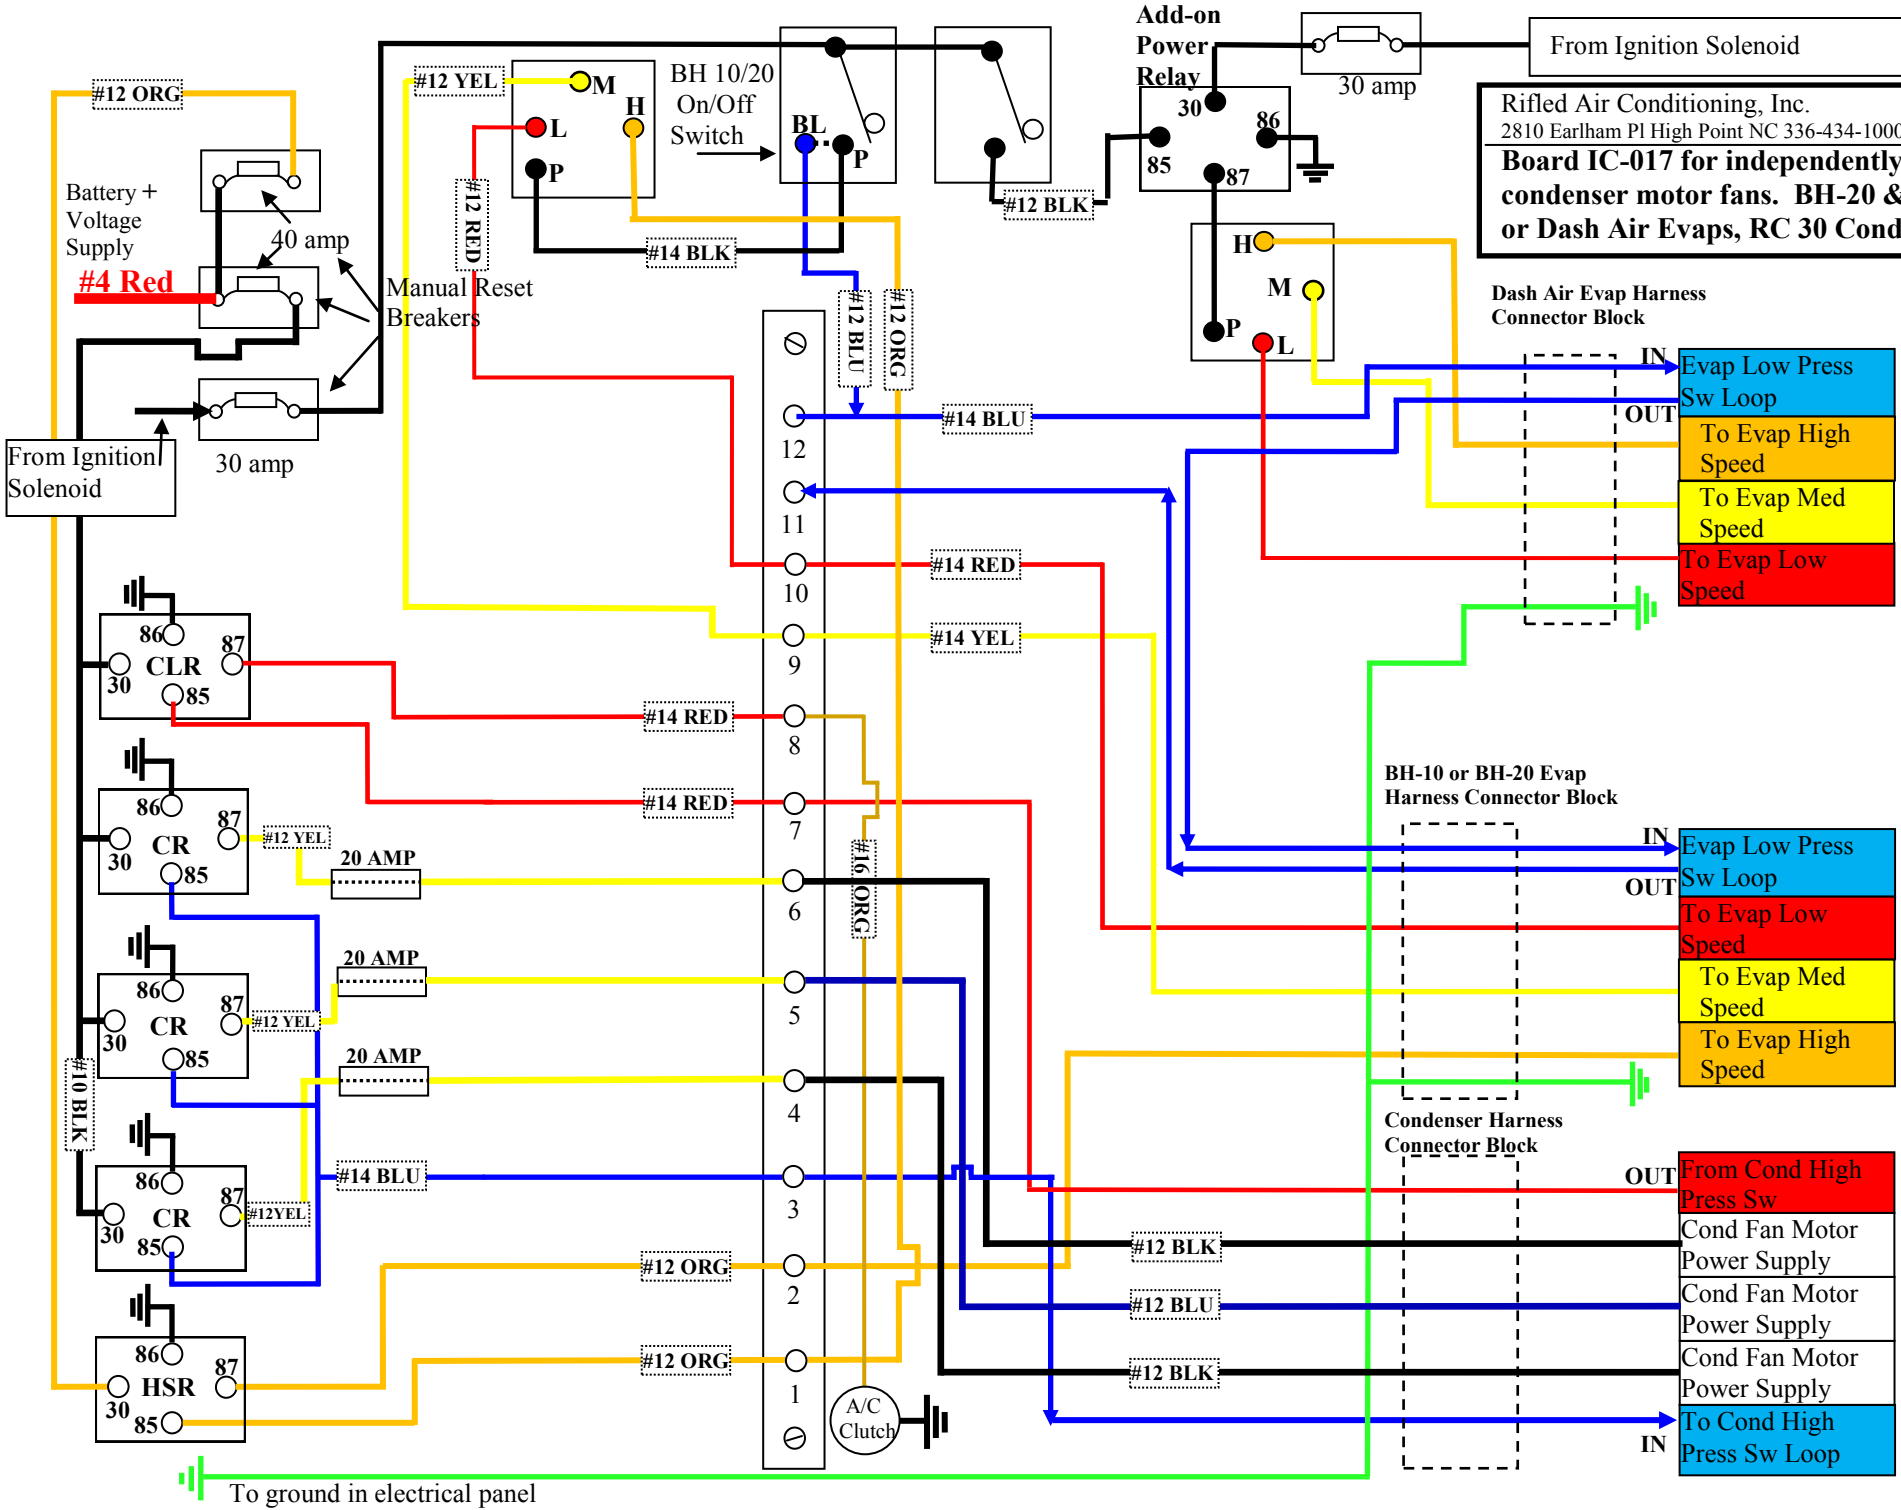 Add-on
Power
Relay
From Ignition Solenoid
30 amp
Rifled Air Conditioning, Inc.
2810 Earlham Pl High Point NC 336-434-1000
Board IC-017 for independently
condenser motor fans.  BH-20 &
or Dash Air Evaps, RC 30 Cond
#12 ORG
#12 YEL
M
H
L
P
BH 10/20
On/Off
Switch
BL
P
30
86
85
87
#12 BLK
Battery +
Voltage
Supply
#4 Red
40 amp
Manual Reset
Breakers
#12 RED
#14 BLK
#12 BLU
#12 ORG
H
M
P
L
Dash Air Evap Harness
Connector Block
From Ignition
Solenoid
30 amp
12
#14 BLU
11
10
#14 RED
9
#14 YEL
IN
Evap Low Press
Sw Loop
OUT
To Evap High
Speed
To Evap Med
Speed
To Evap Low
Speed
86
87
CLR
30
85
#14 RED
8
#14 RED
7
86
87
CR
30
85
#12 YEL
20 AMP
6
#16 ORG
BH-10 or BH-20 Evap
Harness Connector Block
IN
Evap Low Press
Sw Loop
OUT
To Evap Low
Speed
To Evap Med
Speed
To Evap High
Speed
86
87
CR
30
85
#12 YEL
20 AMP
5
20 AMP
4
#10 BLK
86
87
CR
30
85
#12YEL
#14 BLU
3
#12 ORG
2
#12 ORG
1
Condenser Harness
Connector Block
OUT
From Cond High
Press Sw
#12 BLK
Cond Fan Motor
Power Supply
#12 BLU
Cond Fan Motor
Power Supply
#12 BLK
Cond Fan Motor
Power Supply
IN
To Cond High
Press Sw Loop
86
87
HSR
30
85
A/C
Clutch
To ground in electrical panel